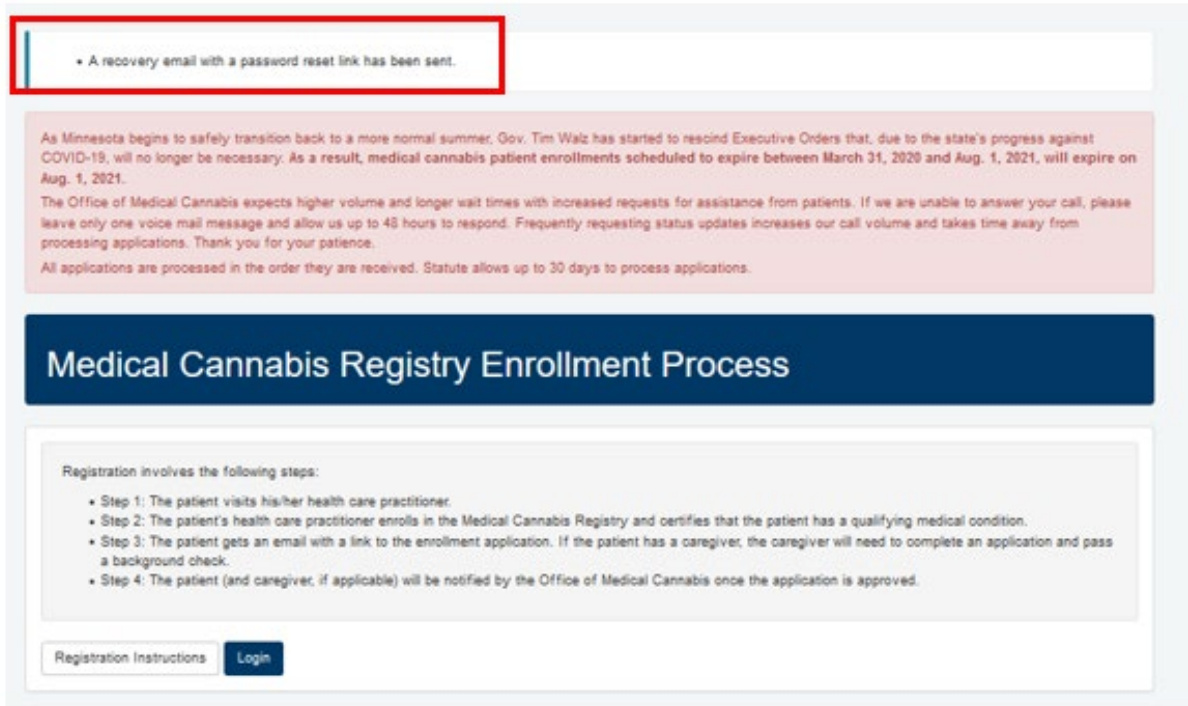 • A recovery email with a password reset link has been sent.
As Minnesota begins to safely transition back to a more normal summer, Gov. Tim Walz has started to rescind Executive Orders that, due to the state's progress against
COVID-19, will no longer be necessary. As a result, medical cannabis patient enrollments scheduled to expire between March 31, 2020 and Aug. 1, 2021, will expire on
Aug. 1, 2021.
The Office of Medical Cannabis expects higher volume and longer wait times with increased requests for assistance from patients. If we are unable to answer your call, please
leave only one voice mail message and allow us up to 48 hours to respond. Frequently requesting status updates increases our call volume and takes time away from
processing applications. Thank you for your patience.
All applications are processed in the order they are received. Statute allows up to 30 days to process applications.
Medical Cannabis Registry Enrollment Process
Registration involves the following steps:
• Step 1: The patient visits his/her health care practitioner.
• Step 2: The patient's health care practitioner enrolls in the Medical Cannabis Registry and certifies that the patient has a qualifying medical condition.
• Step 3: The patient gets an email with a link to the enrollment application. If the patient has a caregiver, the caregiver will need to complete an application and pass
a background check.
• Step 4: The patient (and caregiver, if applicable) will be notified by the Office of Medical Cannabis once the application is approved.
Registration Instructions Login